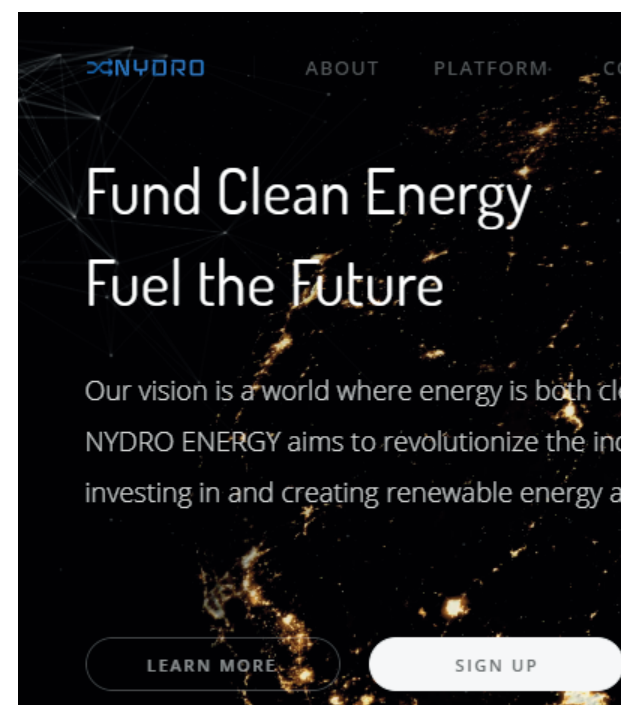 NYDRO
ABOUT
PLATFORM
Fund Clean Energy
Fuel the Future
Our vision is a world where energy is both
NYDRO ENERGY aims to revolutionize the
investing in and creating renewable energy
LEARN MORE
SIGN UP